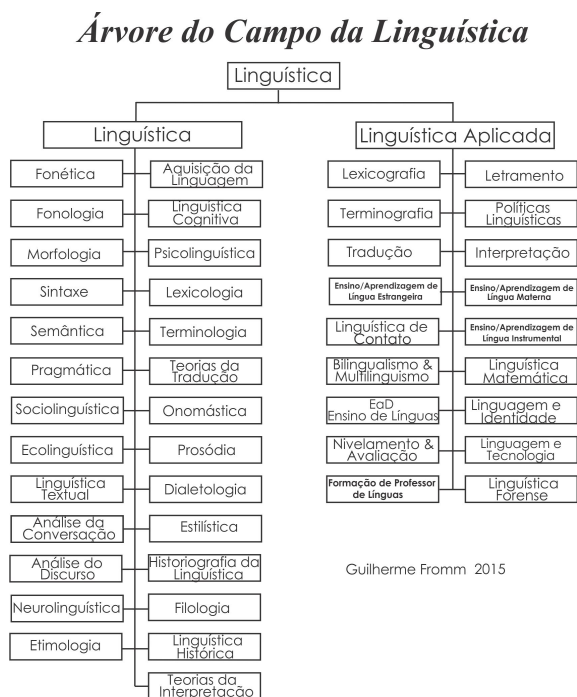 Árvore do Campo da Linguística
Linguística
Linguística
Fonética
Aquisição da
Linguagem
Fonologia
Linguística
Cognitiva
Morfologia
Psicolinguística
Sintaxe
Lexicologia
Semântica
Terminologia
Pragmática
Teorias da
Tradução
Sociolinguística
Onomástica
Ecolinguística
Prosódia
Linguística
Textual
Dialetologia
Análise da
Conversação
Estilística
Análise do
Discurso
Historiografia da
Linguística
Neurolinguística
Filologia
Etimologia
Linguística
Histórica
Teorias da
Interpretação
Linguística Aplicada
Lexicografia
Letramento
Terminografia
Políticas
Linguísticas
Tradução
Interpretação
Ensino/Aprendizagem de
Língua Estrangeira
Ensino/Aprendizagem de
Língua Materna
Linguística de
Contato
Ensino/Aprendizagem de
Língua Instrumental
Bilingualismo &
Multilinguismo
Linguística
Matemática
EaD
Ensino de Línguas
Linguagem e
Identidade
Nivelamento &
Avaliação
Linguagem e
Tecnologia
Formação de Professor
de Línguas
Linguística
Forense
Guilherme Fromm 2015